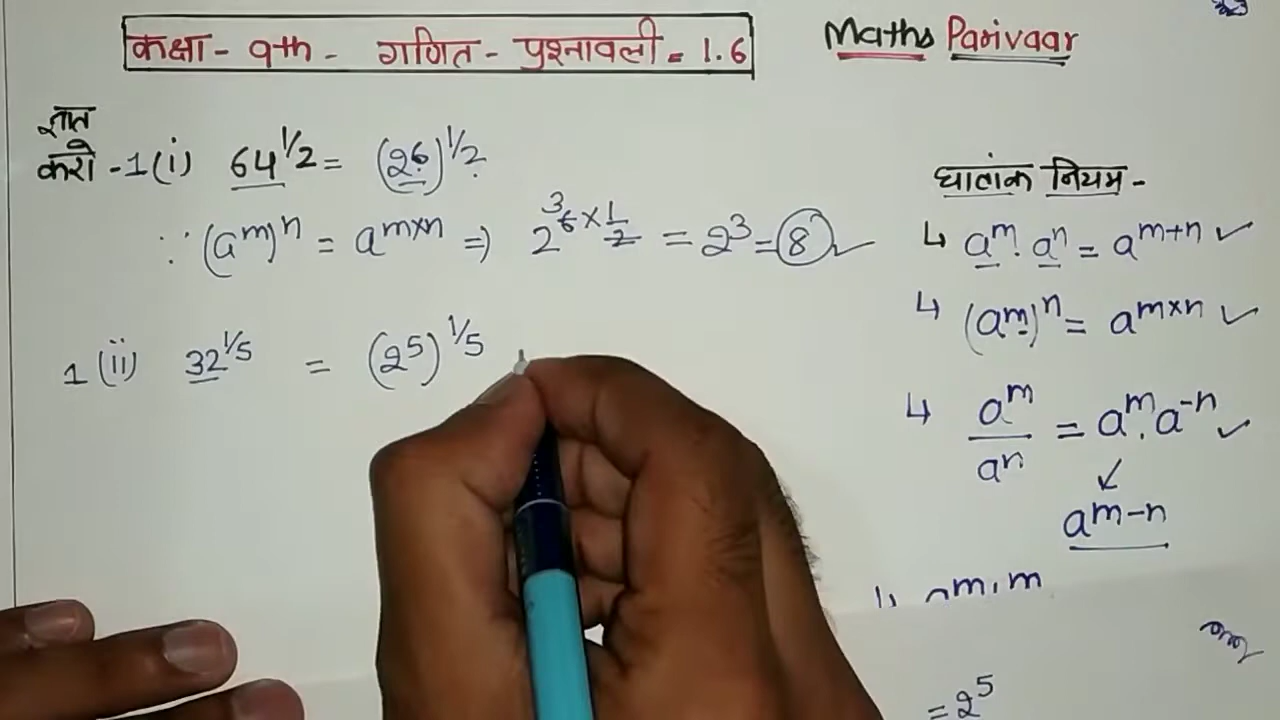 कक्षा - 9th - गणित - प्रश्नावली = 1.6
Maths Parivaar
ज्ञात
करो - 1 (i) 64^1/2 = (2^6)^1/2
∵ (a^m)^n = a^m×n ⇒ 2^6×1/2 = 2^3 = 8
1 (ii) 32^1/5 = (2^5)^1/5
घातांक नियम -
↳ a^m . a^n = a^m+n ✓
↳ (a^m)^n = a^m×n ✓
↳ a^m/a^n = a^m . a^-n ✓
↙
a^m-n
= 2^5